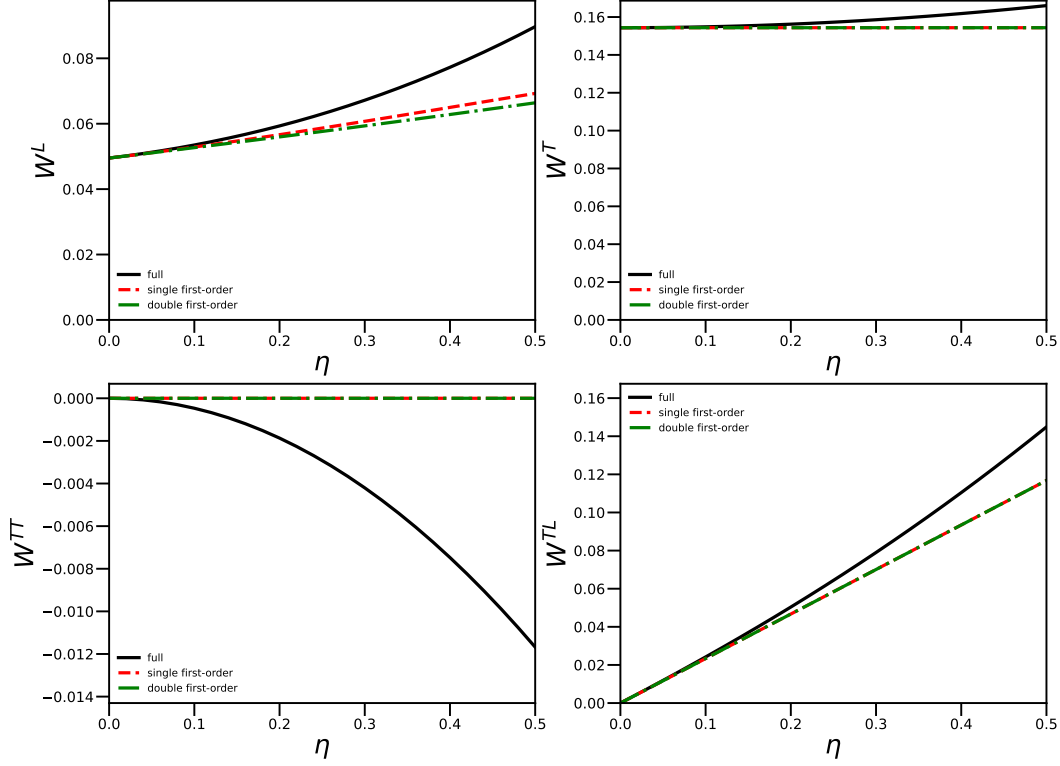 0.08
0.06
0.04
0.02
0.00
W^L
0.0 0.1 0.2 0.3 0.4 0.5
η
full
single first-order
double first-order
0.16
0.14
0.12
0.10
0.08
0.06
0.04
0.02
0.00
W^T
0.0 0.1 0.2 0.3 0.4 0.5
η
full
single first-order
double first-order
0.000
−0.002
−0.004
−0.006
−0.008
−0.010
−0.012
−0.014
W^TT
0.0 0.1 0.2 0.3 0.4 0.5
η
full
single first-order
double first-order
0.16
0.14
0.12
0.10
0.08
0.06
0.04
0.02
0.00
W^TL
0.0 0.1 0.2 0.3 0.4 0.5
η
full
single first-order
double first-order